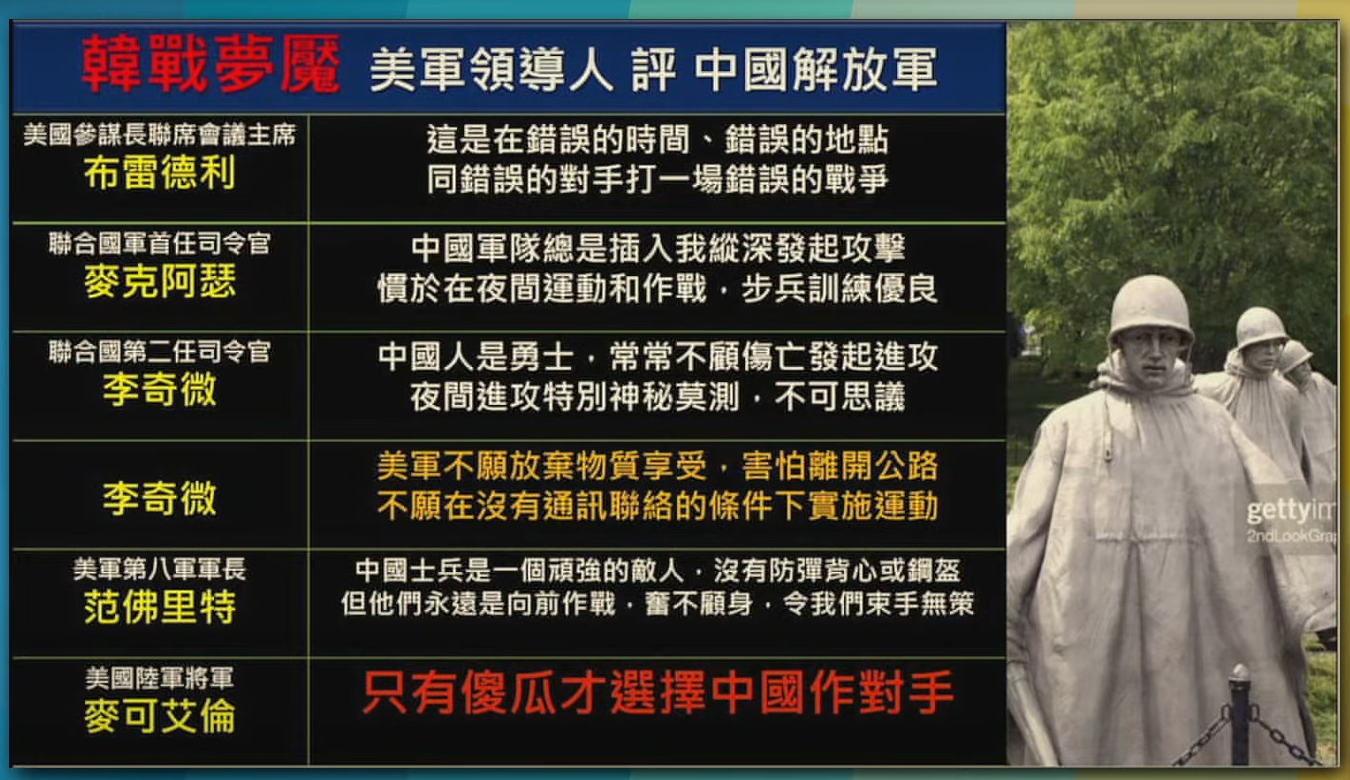 韓戰夢魘 美軍領導人 評 中國解放軍
美國參謀長聯席會議主席
布雷德利
這是在錯誤的時間、錯誤的地點
同錯誤的對手打一場錯誤的戰爭
聯合國軍首任司令官
麥克阿瑟
中國軍隊總是插入我縱深發起攻擊
慣於在夜間運動和作戰，步兵訓練優良
聯合國第二任司令官
李奇微
中國人是勇士，常常不顧傷亡發起進攻
夜間進攻特別神秘莫測，不可思議
李奇微
美軍不願放棄物質享受，害怕離開公路
不願在沒有通訊聯絡的條件下實施運動
美軍第八軍軍長
范佛里特
中國士兵是一個頑強的敵人，沒有防彈背心或鋼盔
但他們永遠是向前作戰，奮不顧身，令我們束手無策
美國陸軍將軍
麥可艾倫
只有傻瓜才選擇中國作對手
gettyim
2ndLookGra